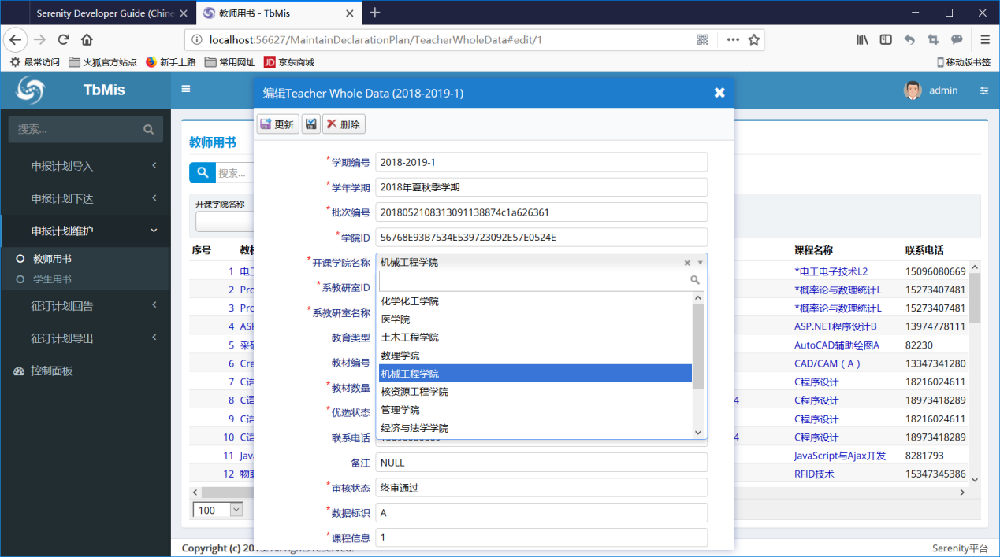 Serenity Developer Guide (Chine
教师用书 - TbMis
localhost:56627/MaintainDeclarationPlan/TeacherWholeData#edit/1
最常访问 火狐官方站点 新手上路 常用网址 JD 京东商城 移动版书签
TbMis
admin
搜索...
申报计划导入
申报计划下达
申报计划维护
教师用书
学生用书
征订计划回告
征订计划导出
控制面板
教师用书
搜索...
开课学院名称
序号 教材 课程名称 联系电话
1 电工 *电工电子技术L2 15096080669
2 Pro *概率论与数理统计L 15273407481
3 Pro *概率论与数理统计L 15273407481
4 ASP ASP.NET程序设计B 13974778111
5 采矿 AutoCAD辅助绘图A 82230
6 Cre CAD/CAM（A） 13347341280
7 C语 C程序设计 18216024611
8 C语 4 C程序设计 18973418289
9 C语 C程序设计 18216024611
10 C语 4 C程序设计 18973418289
11 Java JavaScript与Ajax开发 8281793
12 物联 RFID技术 15347345386
100
编辑Teacher Whole Data (2018-2019-1)
更新 删除
*学期编号 2018-2019-1
*学年学期 2018年夏秋季学期
*批次编号 2018052108313091138874c1a626361
*学院ID 56768E93B7534E539723092E57E0524E
*开课学院名称 机械工程学院
*系教研室ID
*系教研室名称
教育类型
教材编号
*教材数量
*优选状态
联系电话 15096080669
化学化工学院
医学院
土木工程学院
数理学院
机械工程学院
核资源工程学院
管理学院
经济与法学学院
备注 NULL
*审核状态 终审通过
*数据标识 A
*课程信息 1
Copyright (c) 2015. All rights reserved.
Serenity平台